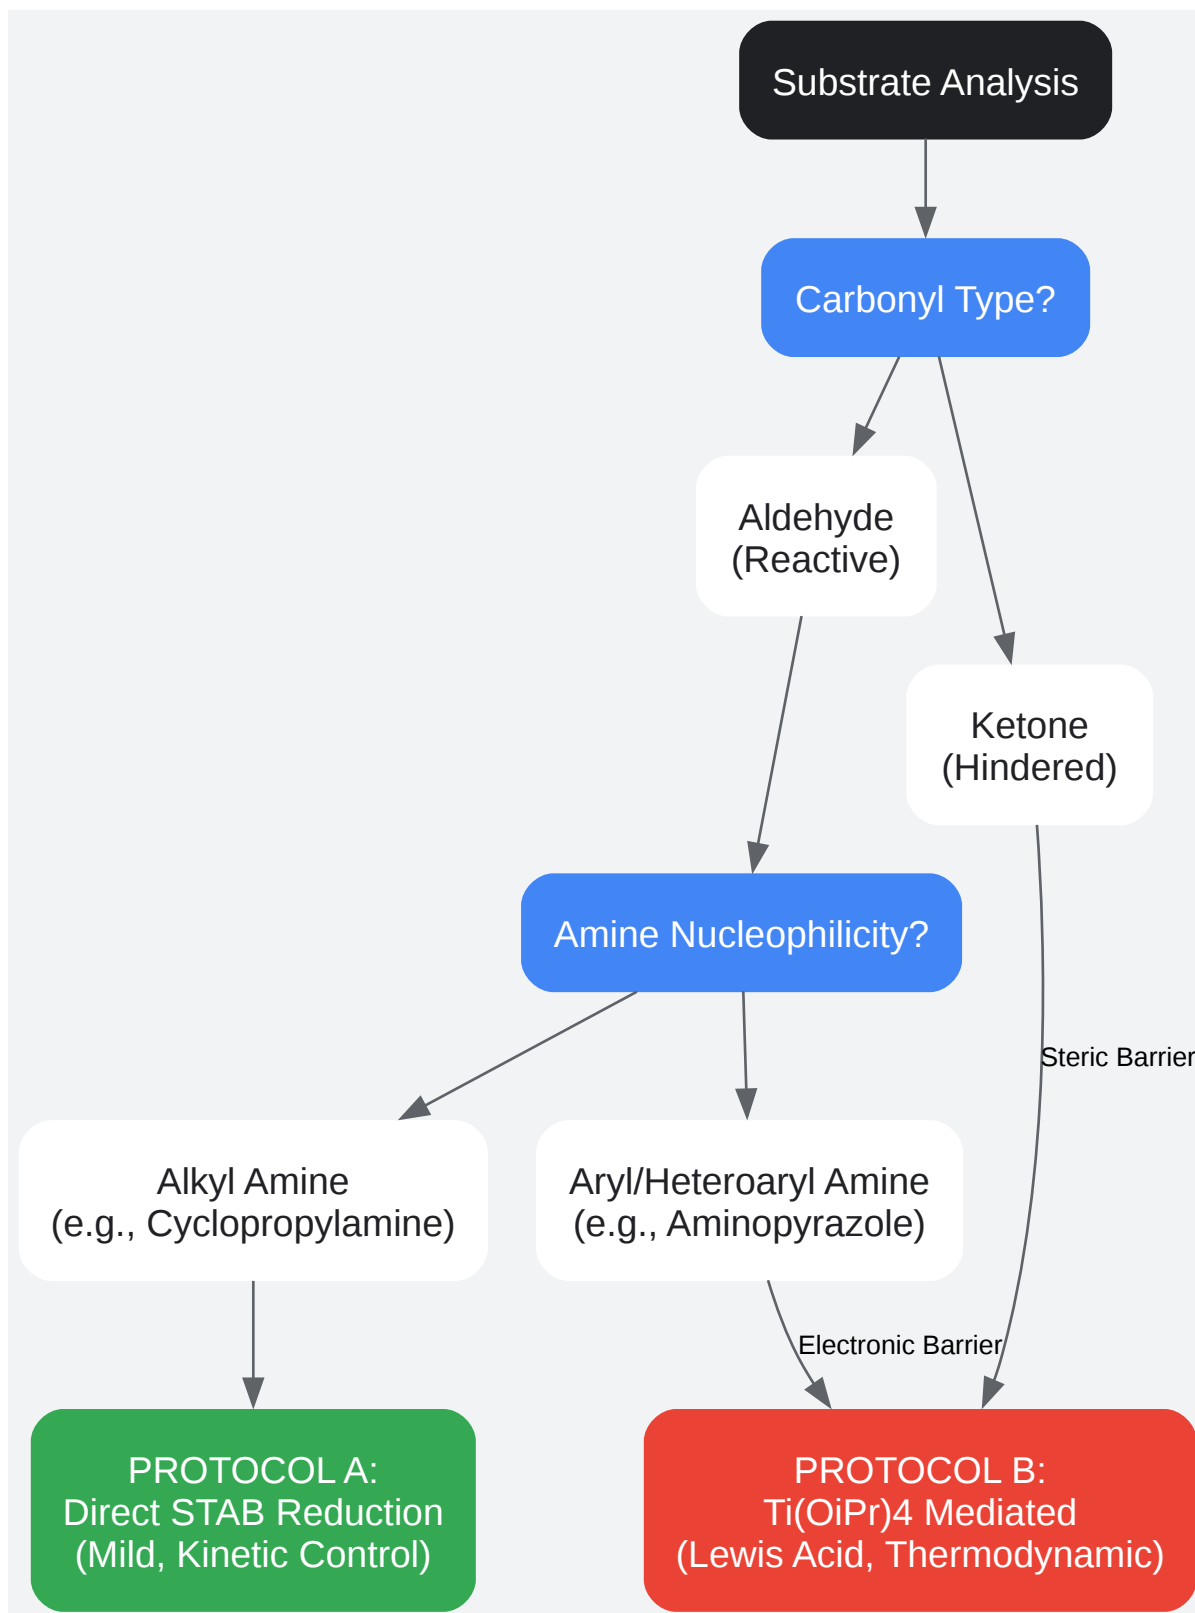 Substrate Analysis
Carbonyl Type?
Aldehyde
(Reactive)
Ketone
(Hindered)
Amine Nucleophilicity?
Steric Barrier
Alkyl Amine
(e.g., Cyclopropylamine)
Aryl/Heteroaryl Amine
(e.g., Aminopyrazole)
Electronic Barrier
PROTOCOL A:
Direct STAB Reduction
(Mild, Kinetic Control)
PROTOCOL B:
Ti(OiPr)4 Mediated
(Lewis Acid, Thermodynamic)